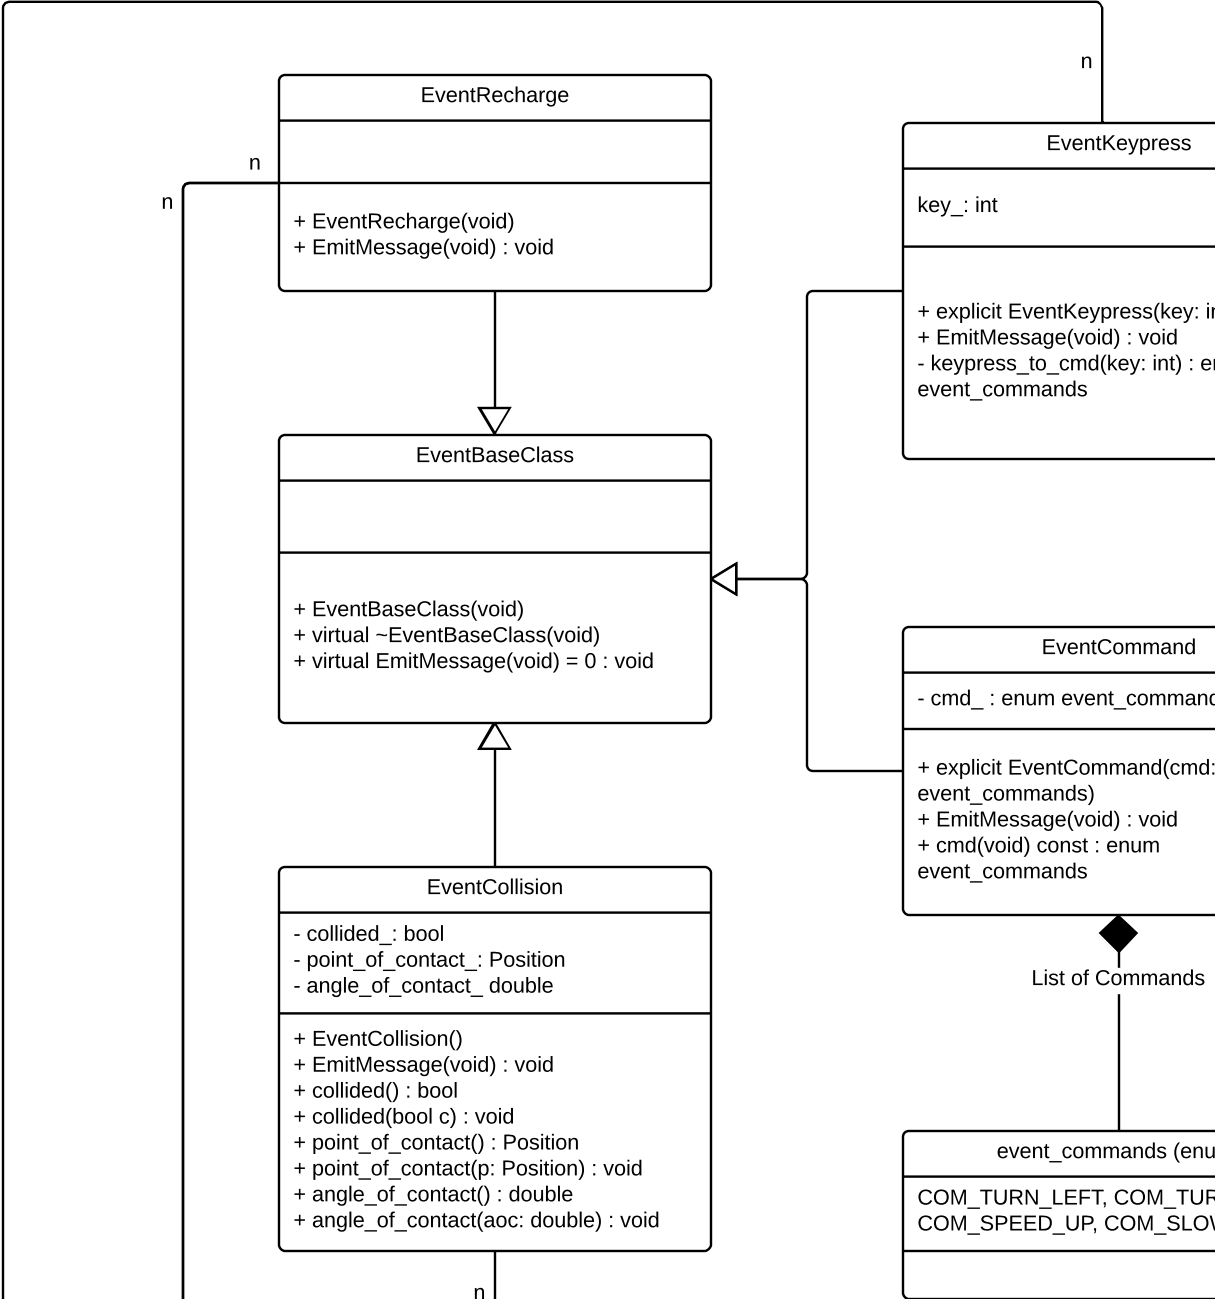 n
EventRecharge
n
n
+ EventRecharge(void)
+ EmitMessage(void) : void
EventKeypress
key_: int
+ explicit EventKeypress(key:
+ EmitMessage(void) : void
- keypress_to_cmd(key: int) :
event_commands
EventBaseClass
+ EventBaseClass(void)
+ virtual ~EventBaseClass(void)
+ virtual EmitMessage(void) = 0 : void
EventCommand
- cmd_ : enum
+ explicit EventCommand(cmd:
event_commands)
+ EmitMessage(void) : void
+ cmd(void) const : enum
event_commands
List of Commands
EventCollision
- collided_: bool
- point_of_contact_: Position
- angle_of_contact_ double
+ EventCollision()
+ EmitMessage(void) : void
+ collided() : bool
+ collided(bool c) : void
+ point_of_contact() : Position
+ point_of_contact(p: Position) : void
+ angle_of_contact() : double
+ angle_of_contact(aoc: double) : void
n
event_commands
COM_TURN_LEFT,
COM_SPEED_UP,